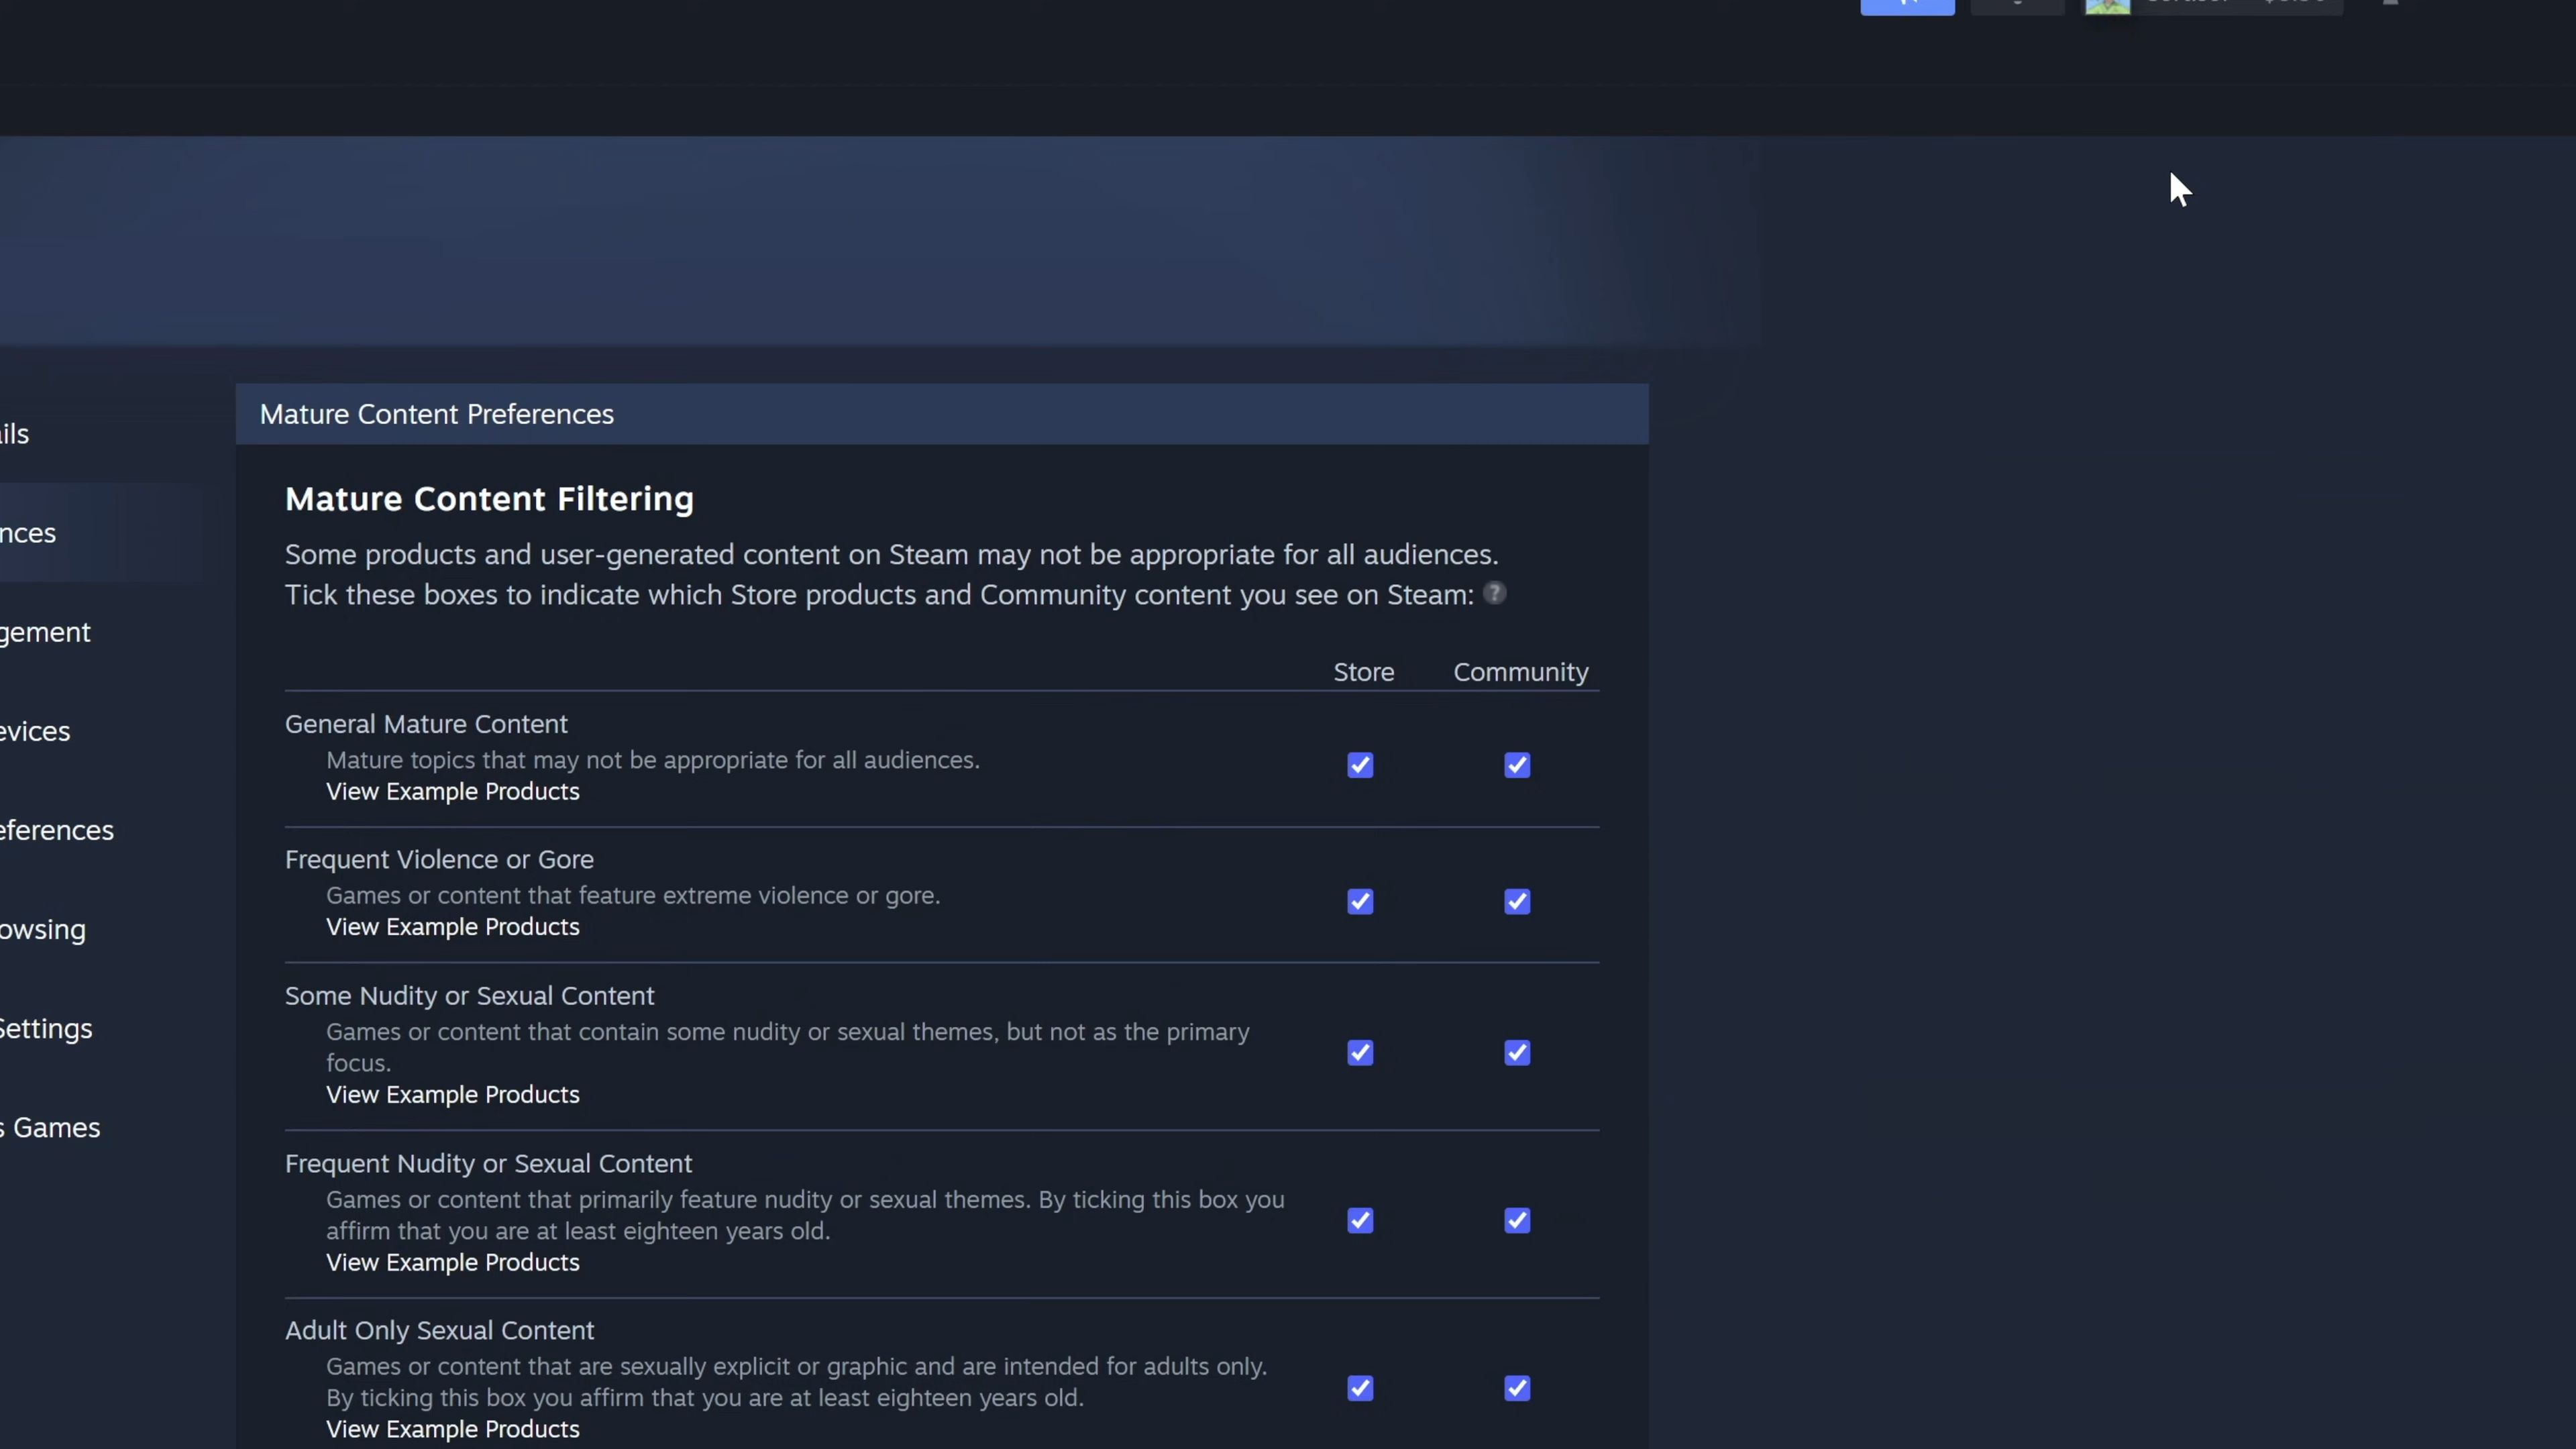 Mature Content Preferences
Mature Content Filtering
Some products and user-generated content on Steam may not be appropriate for all audiences.
Tick these boxes to indicate which Store products and Community content you see on Steam: ?
Store Community
General Mature Content
Mature topics that may not be appropriate for all audiences.
View Example Products
Frequent Violence or Gore
Games or content that feature extreme violence or gore.
View Example Products
Some Nudity or Sexual Content
Games or content that contain some nudity or sexual themes, but not as the primary
focus.
View Example Products
Frequent Nudity or Sexual Content
Games or content that primarily feature nudity or sexual themes. By ticking this box you
affirm that you are at least eighteen years old.
View Example Products
Adult Only Sexual Content
Games or content that are sexually explicit or graphic and are intended for adults only.
By ticking this box you affirm that you are at least eighteen years old.
View Example Products
ils
nces
gement
evices
eferences
owsing
Settings
s Games